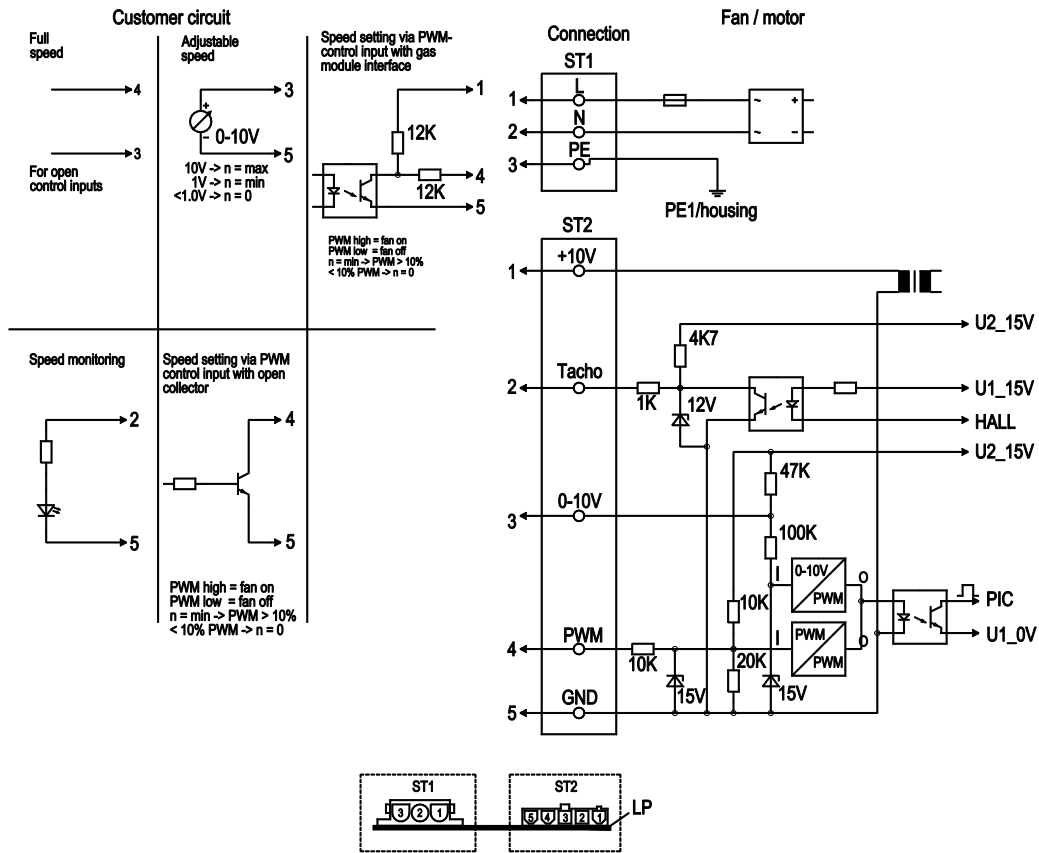 Customer circuit
Full
speed
4
3
For open
control inputs
Adjustable
speed
3
+
−
0-10V
5
10V -> n = max
1V -> n = min
<1.0V -> n = 0
Speed setting via PWM-
control input with gas
module interface
1
12K
4
12K
5
PWM high = fan on
PWM low = fan off
n = min -> PWM > 10%
< 10% PWM -> n = 0
Speed monitoring
2
5
Speed setting via PWM
control input with open
collector
4
5
PWM high = fan on
PWM low = fan off
n = min -> PWM > 10%
< 10% PWM -> n = 0
Connection
Fan / motor
ST1
1 L
2 N
3 PE
~ +
~ −
PE1/housing
ST2
1 +10V
U2_15V
4K7
2 Tacho
1K
12V
U1_15V
HALL
U2_15V
47K
3 0-10V
100K
I 0-10V O
PWM
10K
PIC
U1_0V
4 PWM
10K
I PWM O
PWM
20K
15V
15V
5 GND
ST1
3 2 1
ST2
5 4 3 2 1
LP